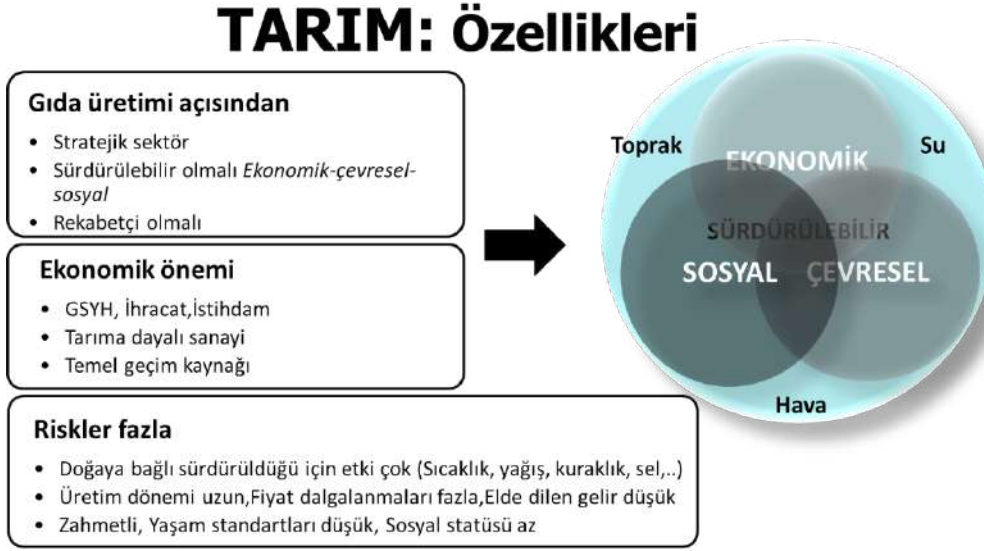 TARIM: Özellikleri
Gıda üretimi açısından
• Stratejik sektör
• Sürdürülebilir olmalı Ekonomik-çevresel-
sosyal
• Rekabetçi olmalı
Ekonomik önemi
• GSYH, İhracat,İstihdam
• Tarıma dayalı sanayi
• Temel geçim kaynağı
Riskler fazla
• Doğaya bağlı sürdürüldüğü için etki çok (Sıcaklık, yağış, kuraklık, sel,..)
• Üretim dönemi uzun,Fiyat dalgalanmaları fazla,Elde dilen gelir düşük
• Zahmetli, Yaşam standartları düşük, Sosyal statüsü az
Toprak
Su
EKONOMİK
SÜRDÜRÜLEBİLİR
SOSYAL
ÇEVRESEL
Hava